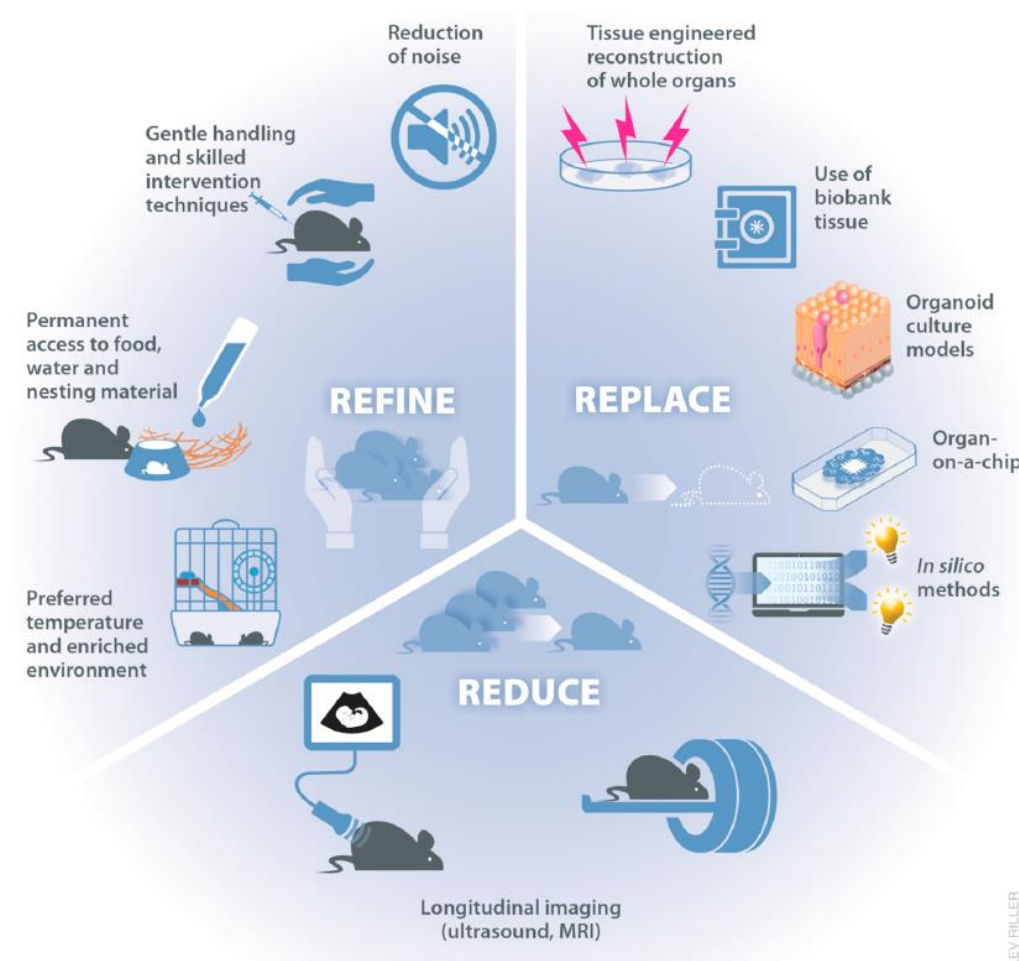 Reduction
of noise
Gentle handling
and skilled
intervention
techniques
Permanent
access to food,
water and
nesting material
Preferred
temperature
and enriched
environment
REFINE
Tissue engineered
reconstruction
of whole organs
Use of
biobank
tissue
Organoid
culture
models
Organ-
on-a-chip
In silico
methods
REPLACE
REDUCE
Longitudinal imaging
(ultrasound, MRI)
RILLER